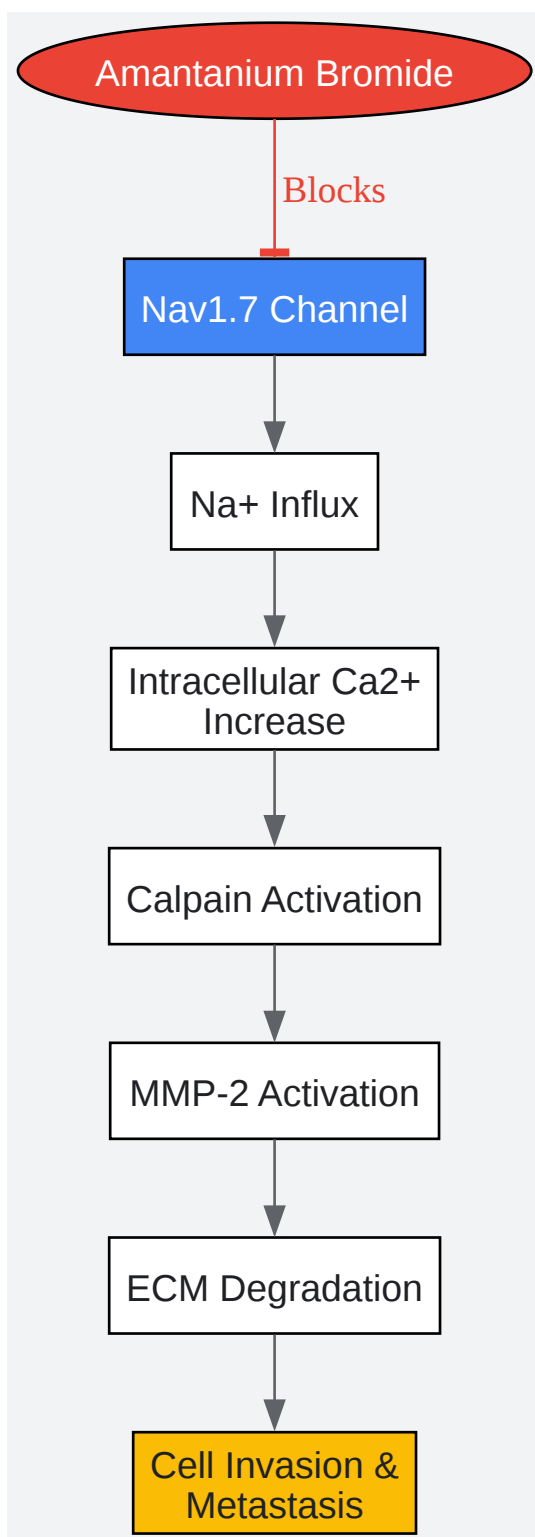 Amantanium Bromide
Blocks
Nav1.7 Channel
Na+ Influx
Intracellular Ca2+
Increase
Calpain Activation
MMP-2 Activation
ECM Degradation
Cell Invasion &
Metastasis